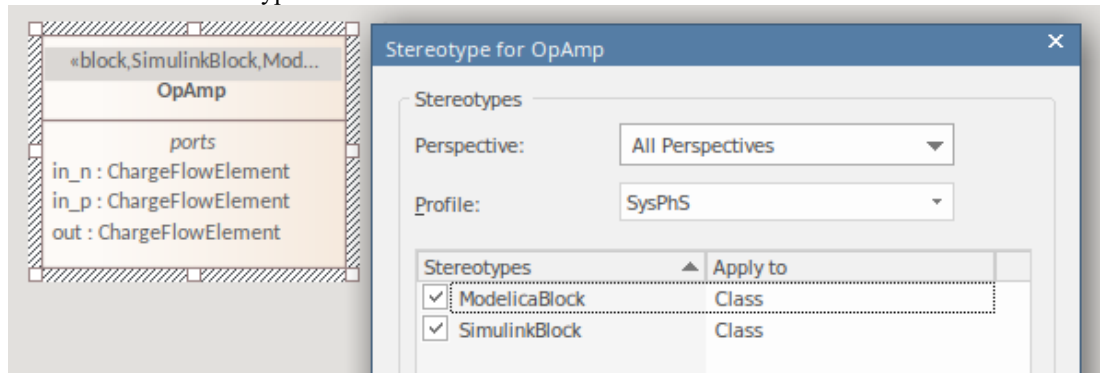 «block,SimulinkBlock,Mod...
OpAmp
ports
in_n : ChargeFlowElement
in_p : ChargeFlowElement
out : ChargeFlowElement
Stereotype for OpAmp
Stereotypes
Perspective: All Perspectives
Profile: SysPhS
Stereotypes Apply to
ModelicaBlock Class
SimulinkBlock Class